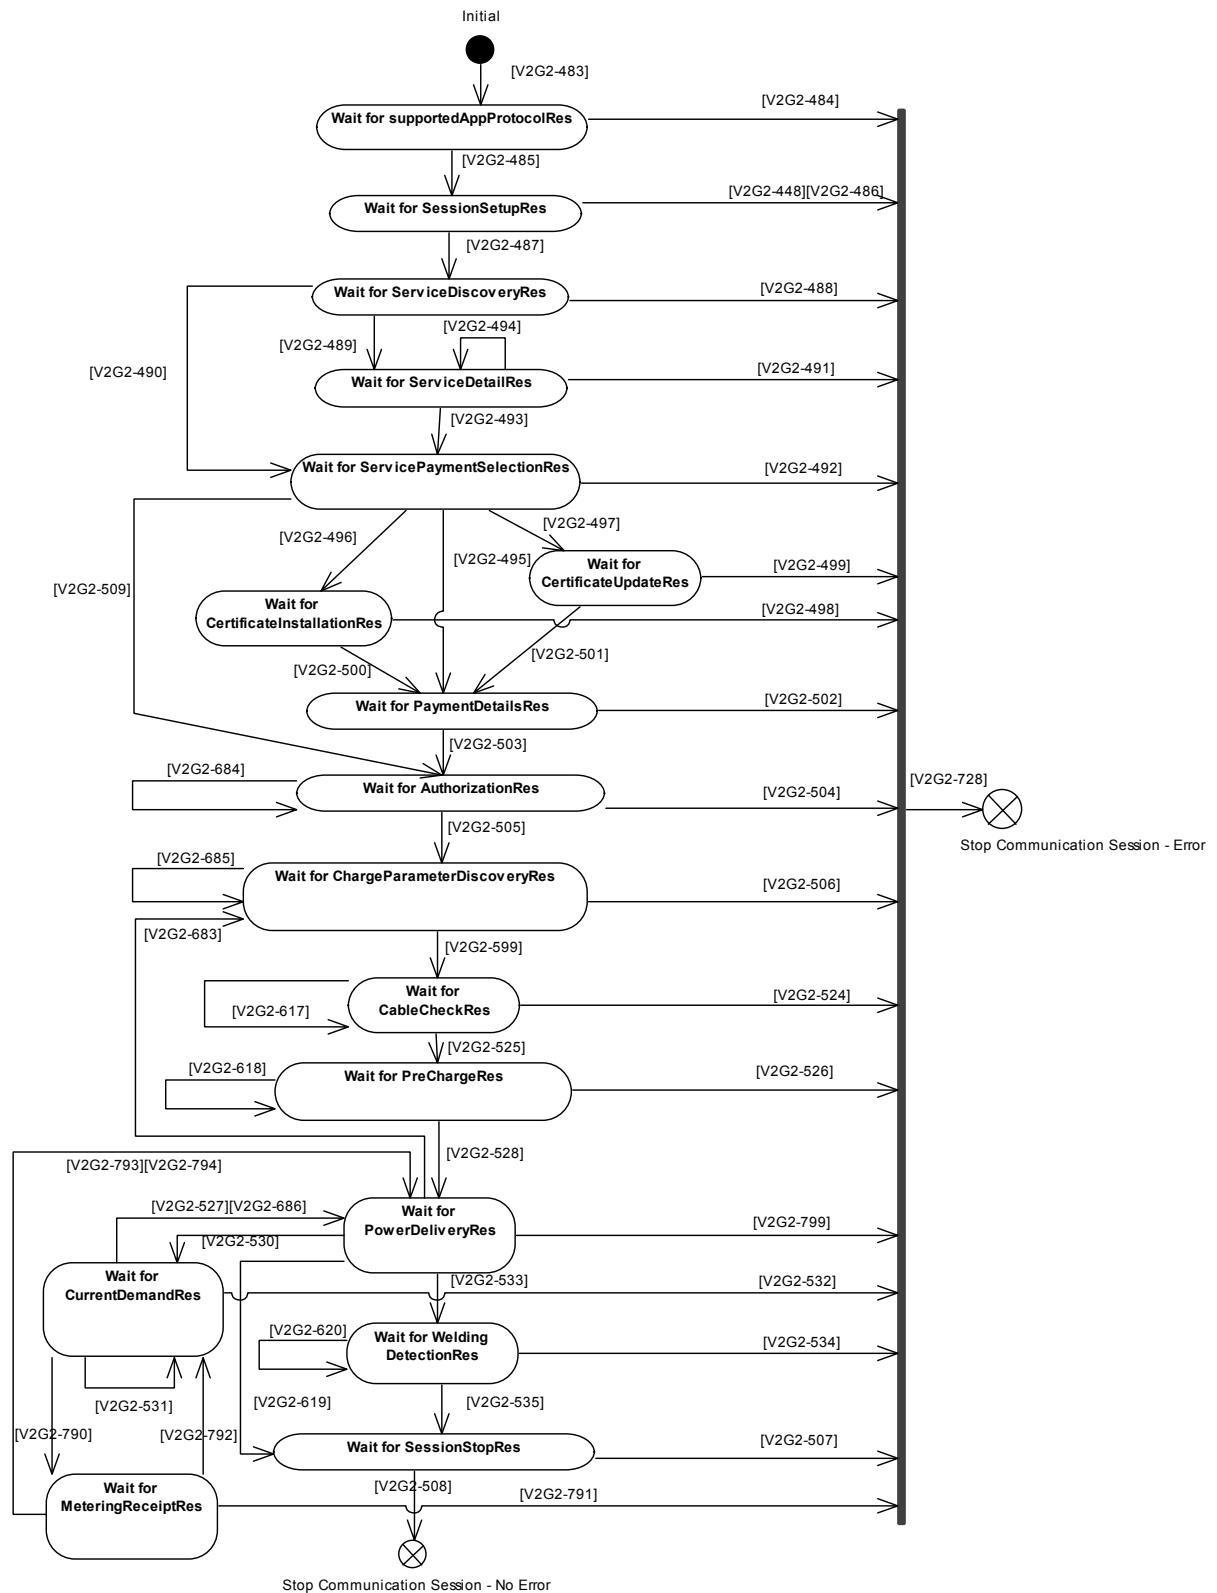 Initial
[V2G2-483]
[V2G2-484]
Wait for supportedAppProtocolRes
[V2G2-485]
[V2G2-448][V2G2-486]
Wait for SessionSetupRes
[V2G2-487]
Wait for ServiceDiscoveryRes
[V2G2-488]
[V2G2-494]
[V2G2-489]
[V2G2-490]
Wait for ServiceDetailRes
[V2G2-491]
[V2G2-493]
Wait for ServicePaymentSelectionRes
[V2G2-492]
[V2G2-497]
[V2G2-496]
[V2G2-495]
Wait for
CertificateUpdateRes
[V2G2-499]
[V2G2-509]
Wait for
CertificateInstallationRes
[V2G2-498]
[V2G2-501]
[V2G2-500]
Wait for PaymentDetailsRes
[V2G2-502]
[V2G2-503]
[V2G2-684]
Wait for AuthorizationRes
[V2G2-504]
[V2G2-728]
[V2G2-505]
Stop Communication Session - Error
[V2G2-685]
Wait for ChargeParameterDiscoveryRes
[V2G2-506]
[V2G2-683]
[V2G2-599]
Wait for
CableCheckRes
[V2G2-524]
[V2G2-617]
[V2G2-525]
[V2G2-618]
Wait for PreChargeRes
[V2G2-526]
[V2G2-528]
[V2G2-793][V2G2-794]
[V2G2-527][V2G2-686]
Wait for
PowerDeliveryRes
[V2G2-799]
[V2G2-530]
Wait for
CurrentDemandRes
[V2G2-533]
[V2G2-532]
[V2G2-620]
Wait for Welding
DetectionRes
[V2G2-534]
[V2G2-531]
[V2G2-619]
[V2G2-535]
[V2G2-790]
[V2G2-792]
Wait for SessionStopRes
[V2G2-507]
Wait for
MeteringReceiptRes
[V2G2-508]
[V2G2-791]
Stop Communication Session - No Error